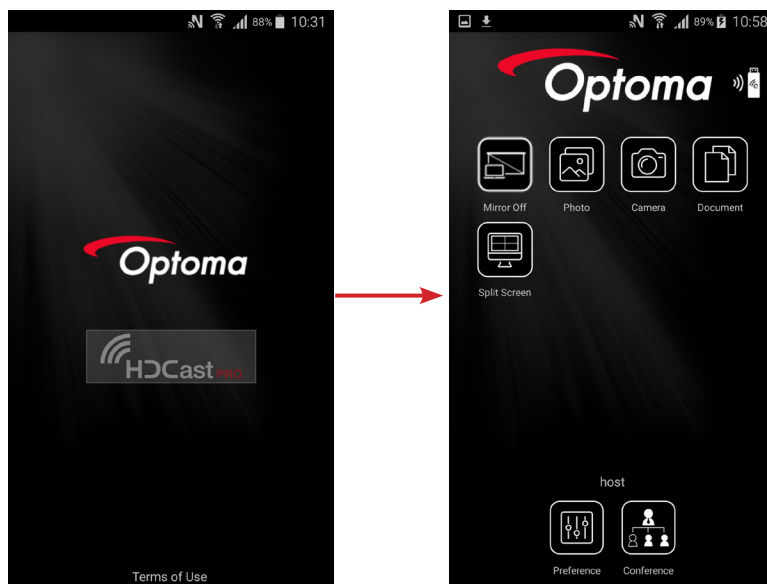 88% 10:31
Optoma
HDCast PRO
Terms of Use
89% 10:58
Optoma
Mirror Off Photo Camera Document
Split Screen
host
Preference Conference